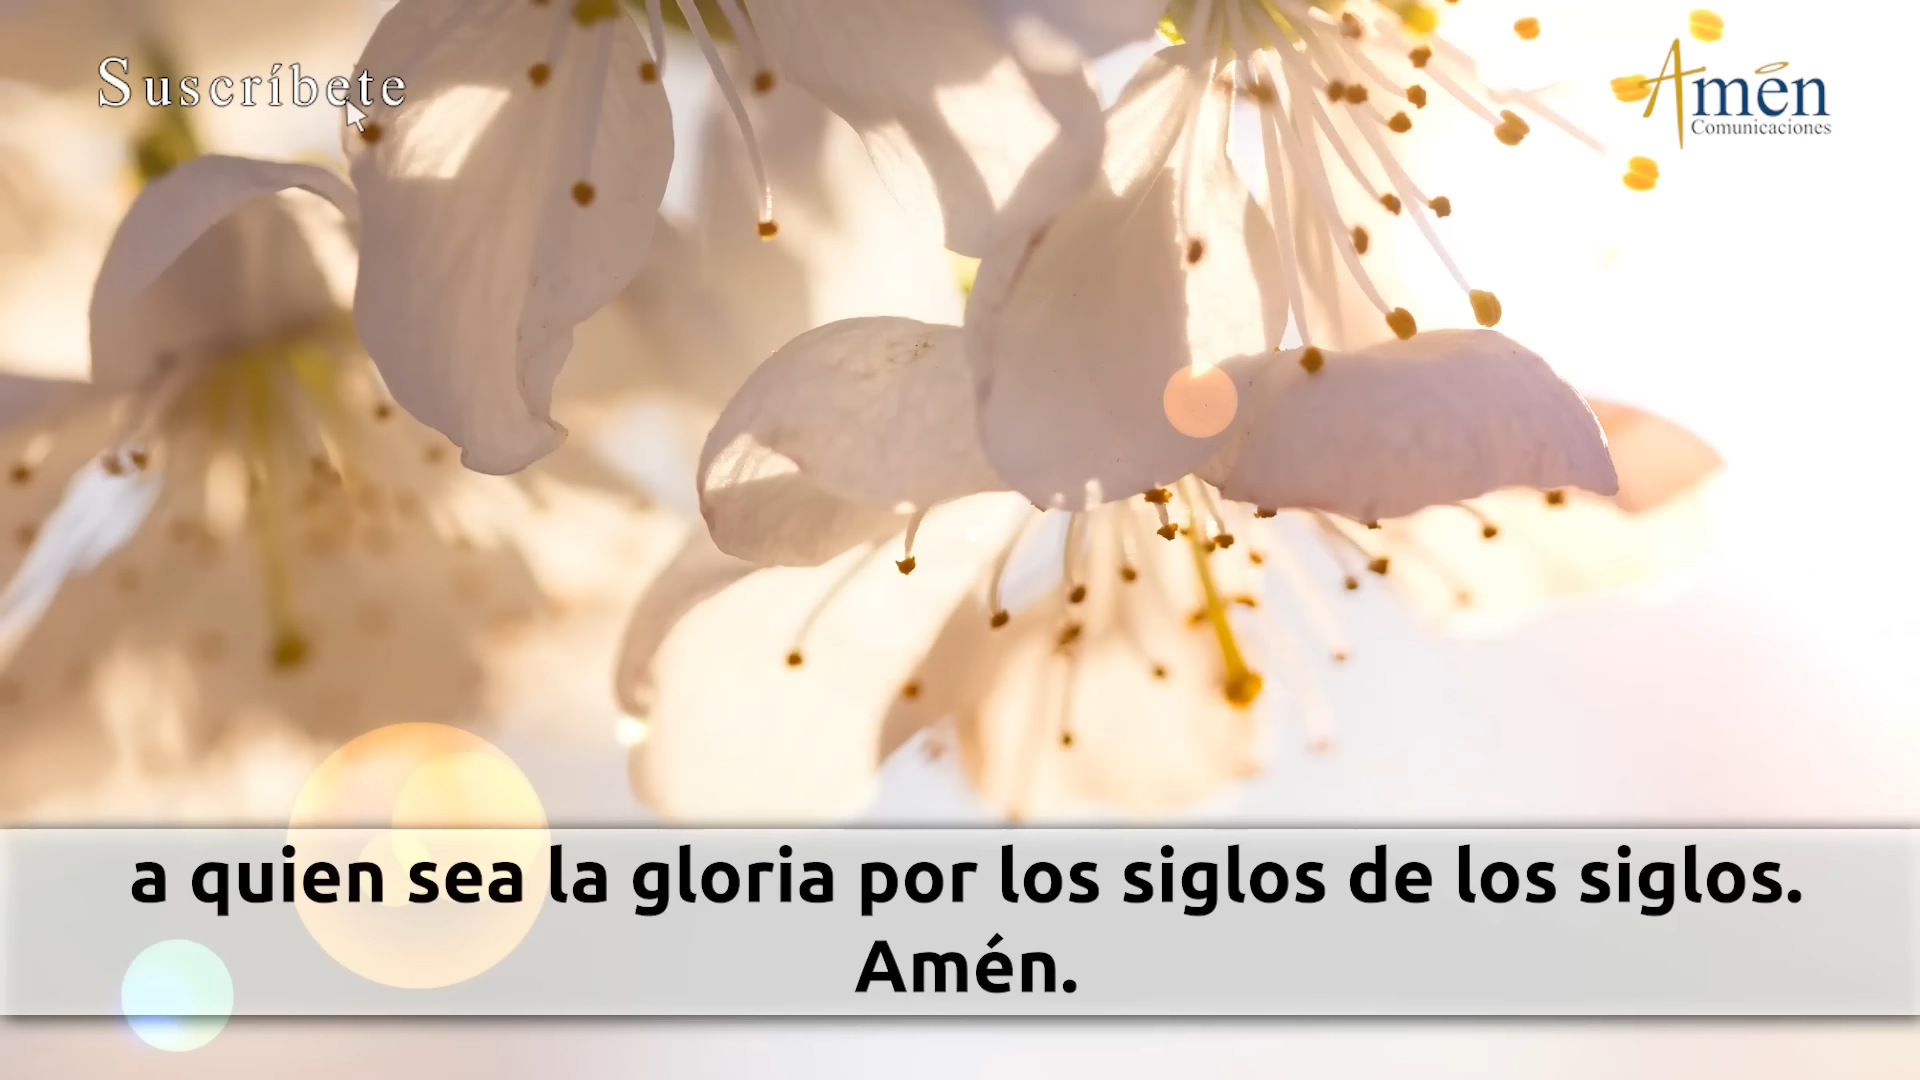 Suscríbete
Amén
Comunicaciones
a quien sea la gloria por los siglos de los siglos.
Amén.